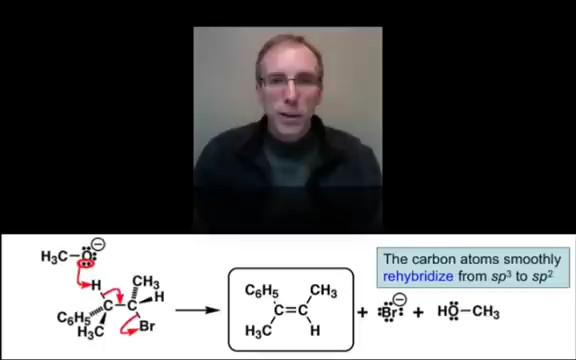 The carbon atoms smoothly
rehybridize from sp³ to sp²
H₃C–O:⊖
H
CH₃
C–C
H
C₆H₅
H₃C
Br
C₆H₅ CH₃
C=C
H₃C H
+ :Br:⊖ + HO–CH₃